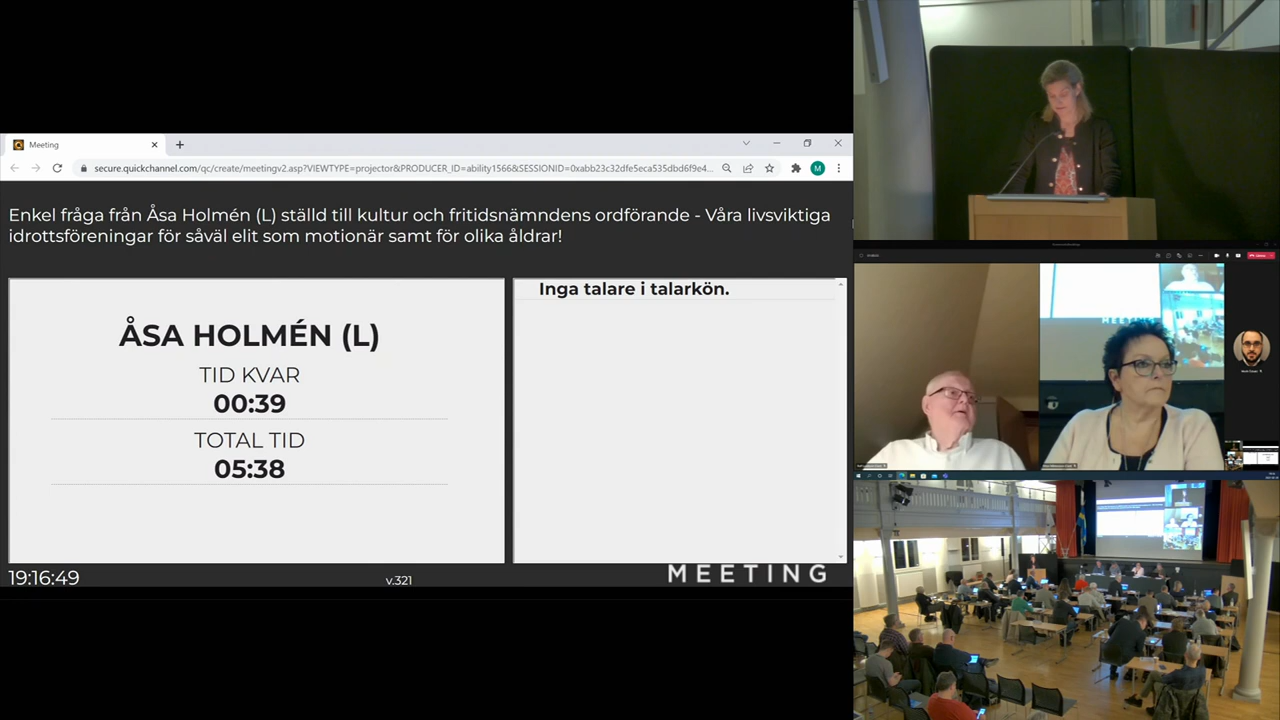 Meeting
secure.quickchannel.com/qc/create/meetingv2.asp?VIEWTYPE=projector&PRODUCER_ID=ability1566&SESSIONID=0xabb23c32dfe5eca535dbd6f9e4...
M
Enkel fråga från Åsa Holmén (L) ställd till kultur och fritidsnämndens ordförande - Våra livsviktiga
idrottsföreningar för såväl elit som motionär samt för olika åldrar!
ÅSA HOLMÉN (L)
TID KVAR
00:39
TOTAL TID
05:38
Inga talare i talarkön.
19:16:49
v.321
MEETING
MEETING